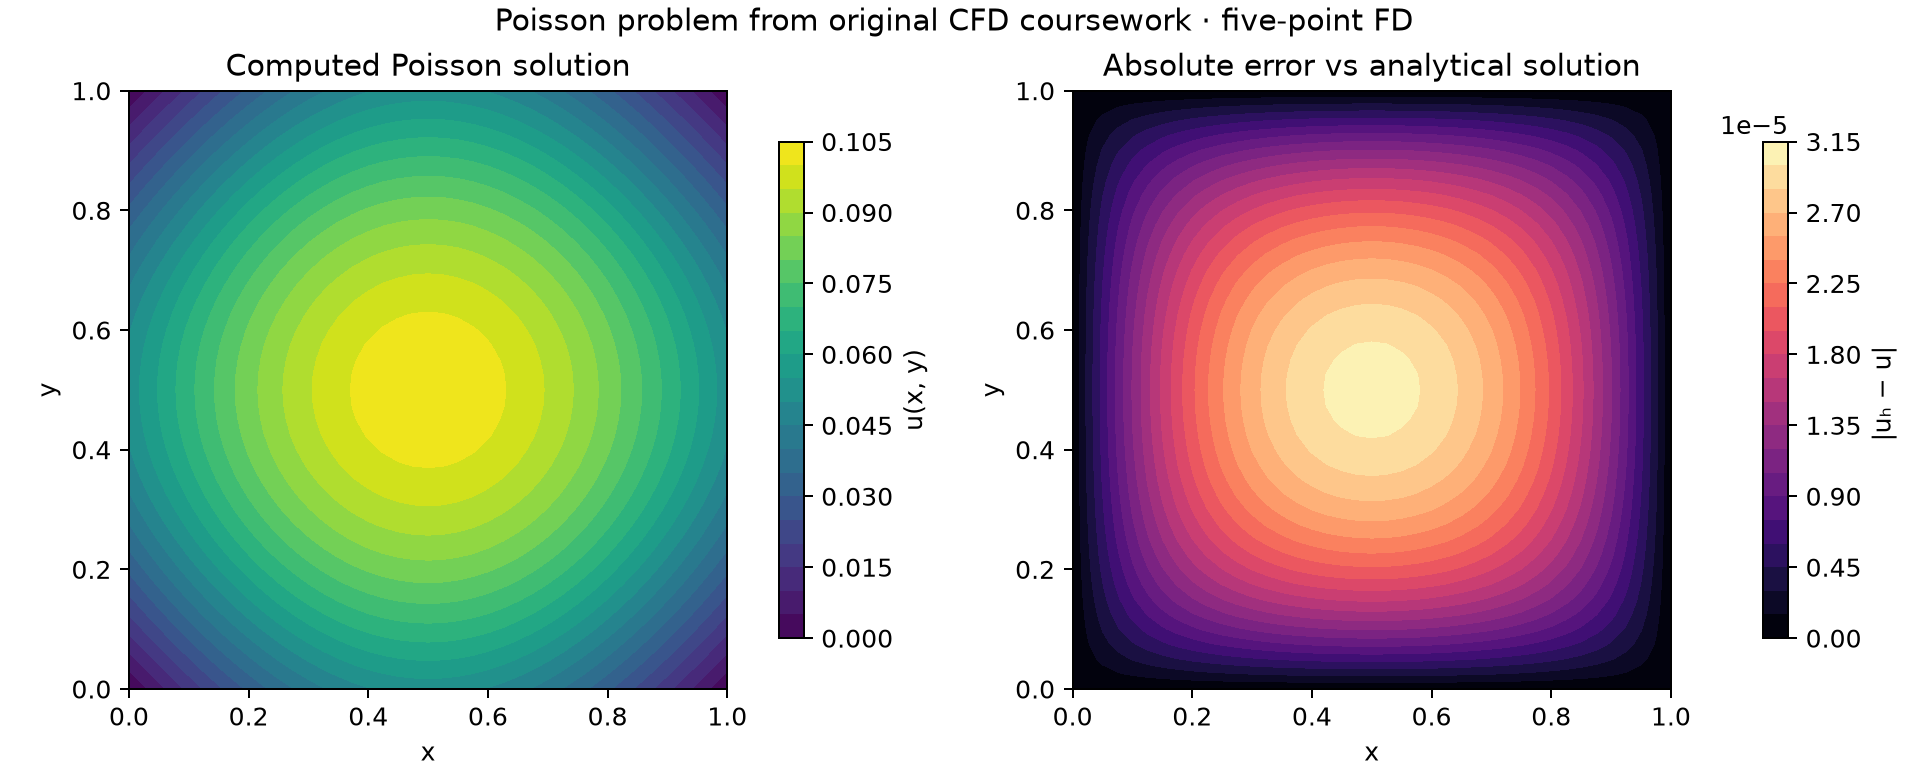 Poisson problem from original CFD coursework · five-point FD
Computed Poisson solution
1.0
0.8
0.6
0.4
0.2
0.0
y
0.0 0.2 0.4 0.6 0.8 1.0
x
0.105
0.090
0.075
0.060
0.045
0.030
0.015
0.000
u(x, y)
Absolute error vs analytical solution
1.0
0.8
0.6
0.4
0.2
0.0
y
0.0 0.2 0.4 0.6 0.8 1.0
x
1e−5
3.15
2.70
2.25
1.80
1.35
0.90
0.45
0.00
|uₕ − u|